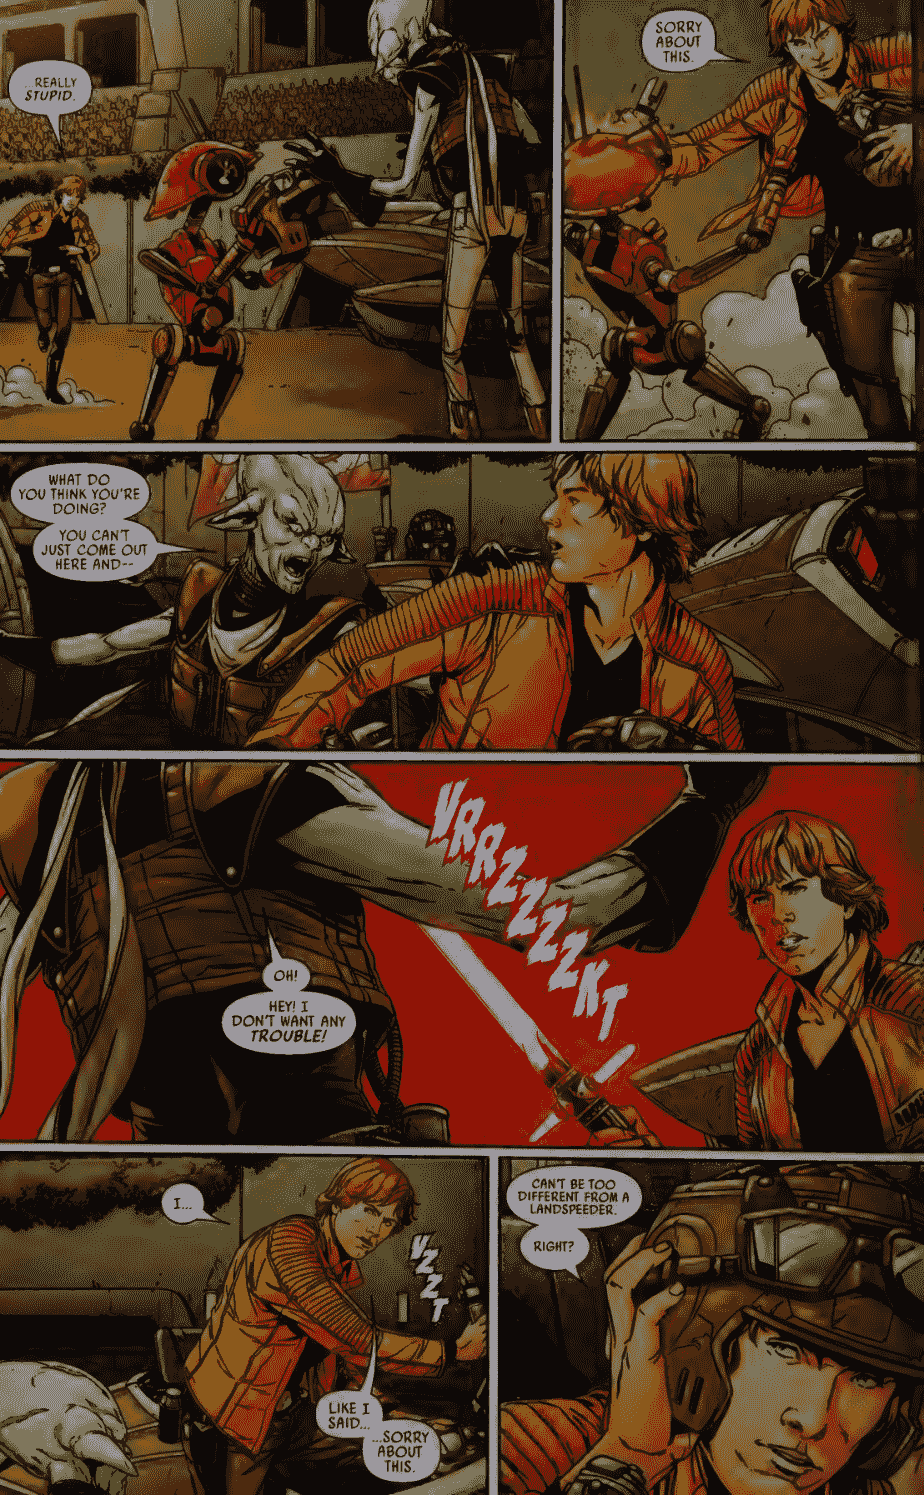 ...REALLY
STUPID.
SORRY
ABOUT
THIS.
WHAT DO
YOU THINK YOU'RE
DOING?
YOU CAN'T
JUST COME OUT
HERE AND--
VRRZZZZZKT
OH!
HEY! I
DON'T WANT ANY
TROUBLE!
I...
VZZT
LIKE I
SAID...
...SORRY
ABOUT
THIS.
CAN'T BE TOO
DIFFERENT FROM A
LANDSPEEDER.
RIGHT?